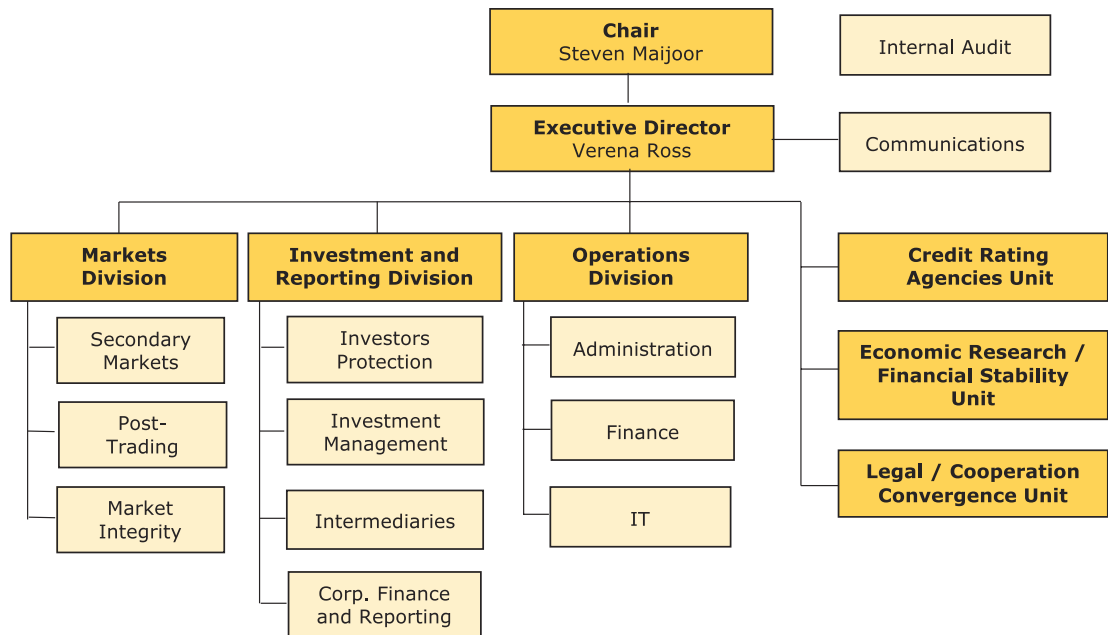 Chair
Steven Maijoor
Internal Audit
Executive Director
Verena Ross
Communications
Markets
Division
Investment and
Reporting Division
Operations
Division
Credit Rating
Agencies Unit
Secondary
Markets
Investors
Protection
Administration
Economic Research /
Financial Stability
Unit
Post-
Trading
Investment
Management
Finance
Legal / Cooperation
Convergence Unit
Market
Integrity
Intermediaries
IT
Corp. Finance
and Reporting